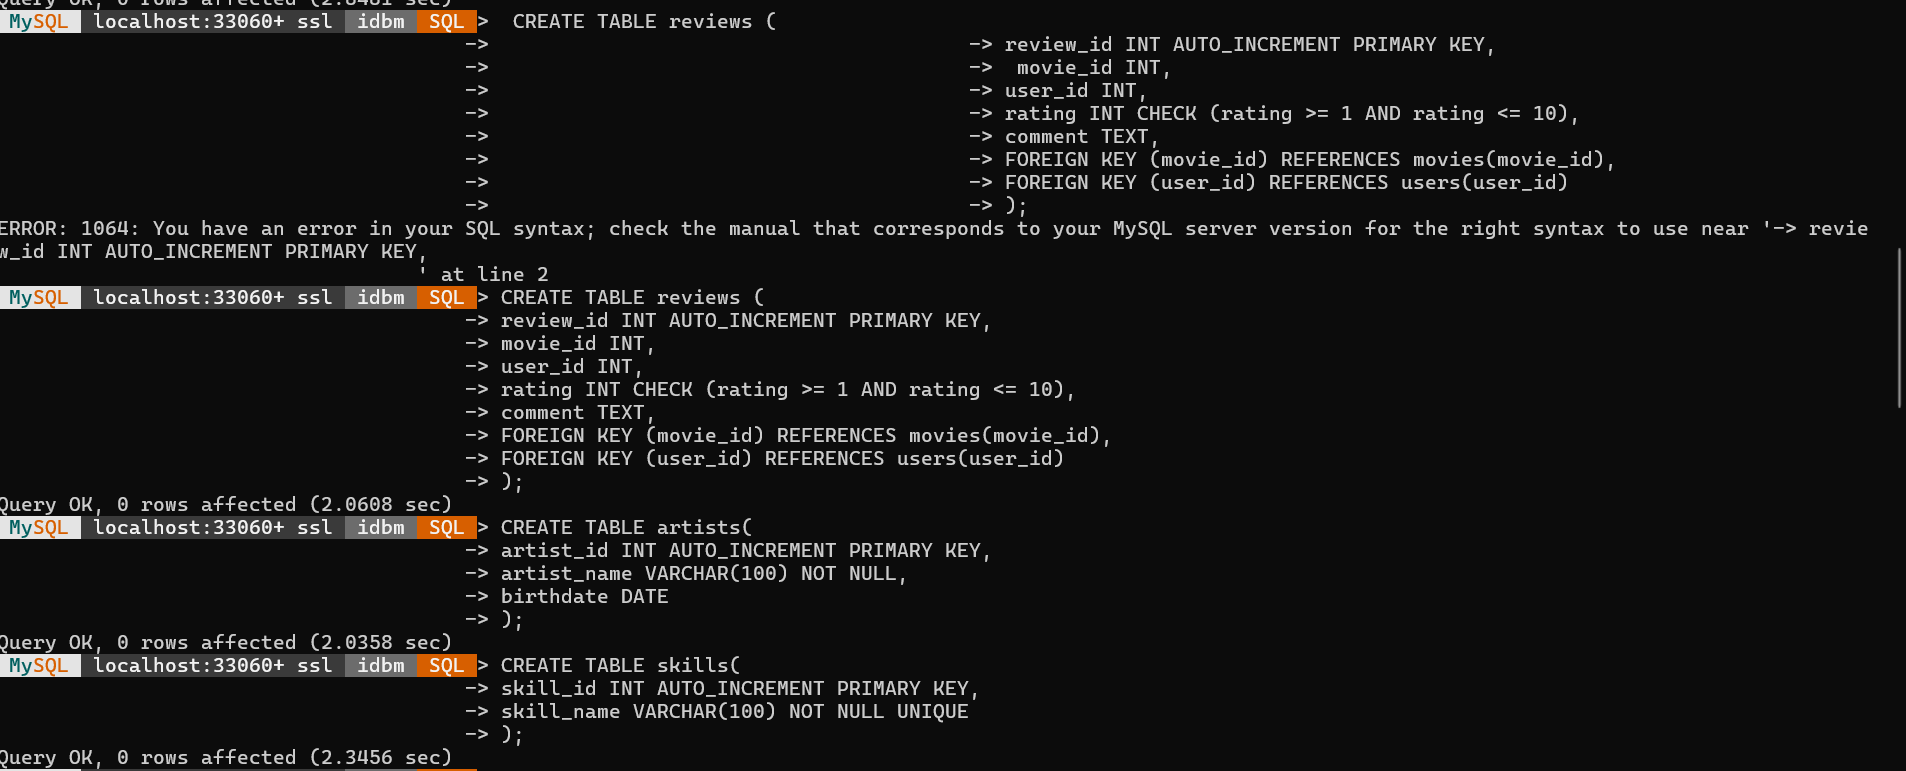 Query OK, 0 rows affected (2.8481 sec)
MySQL localhost:33060+ ssl idbm SQL > CREATE TABLE reviews (
-> -> review_id INT AUTO_INCREMENT PRIMARY KEY,
-> -> movie_id INT,
-> -> user_id INT,
-> -> rating INT CHECK (rating >= 1 AND rating <= 10),
-> -> comment TEXT,
-> -> FOREIGN KEY (movie_id) REFERENCES movies(movie_id),
-> -> FOREIGN KEY (user_id) REFERENCES users(user_id)
-> -> );
ERROR: 1064: You have an error in your SQL syntax; check the manual that corresponds to your MySQL server version for the right syntax to use near '-> revie
w_id INT AUTO_INCREMENT PRIMARY KEY,
' at line 2
MySQL localhost:33060+ ssl idbm SQL > CREATE TABLE reviews (
-> review_id INT AUTO_INCREMENT PRIMARY KEY,
-> movie_id INT,
-> user_id INT,
-> rating INT CHECK (rating >= 1 AND rating <= 10),
-> comment TEXT,
-> FOREIGN KEY (movie_id) REFERENCES movies(movie_id),
-> FOREIGN KEY (user_id) REFERENCES users(user_id)
-> );
Query OK, 0 rows affected (2.0608 sec)
MySQL localhost:33060+ ssl idbm SQL > CREATE TABLE artists(
-> artist_id INT AUTO_INCREMENT PRIMARY KEY,
-> artist_name VARCHAR(100) NOT NULL,
-> birthdate DATE
-> );
Query OK, 0 rows affected (2.0358 sec)
MySQL localhost:33060+ ssl idbm SQL > CREATE TABLE skills(
-> skill_id INT AUTO_INCREMENT PRIMARY KEY,
-> skill_name VARCHAR(100) NOT NULL UNIQUE
-> );
Query OK, 0 rows affected (2.3456 sec)